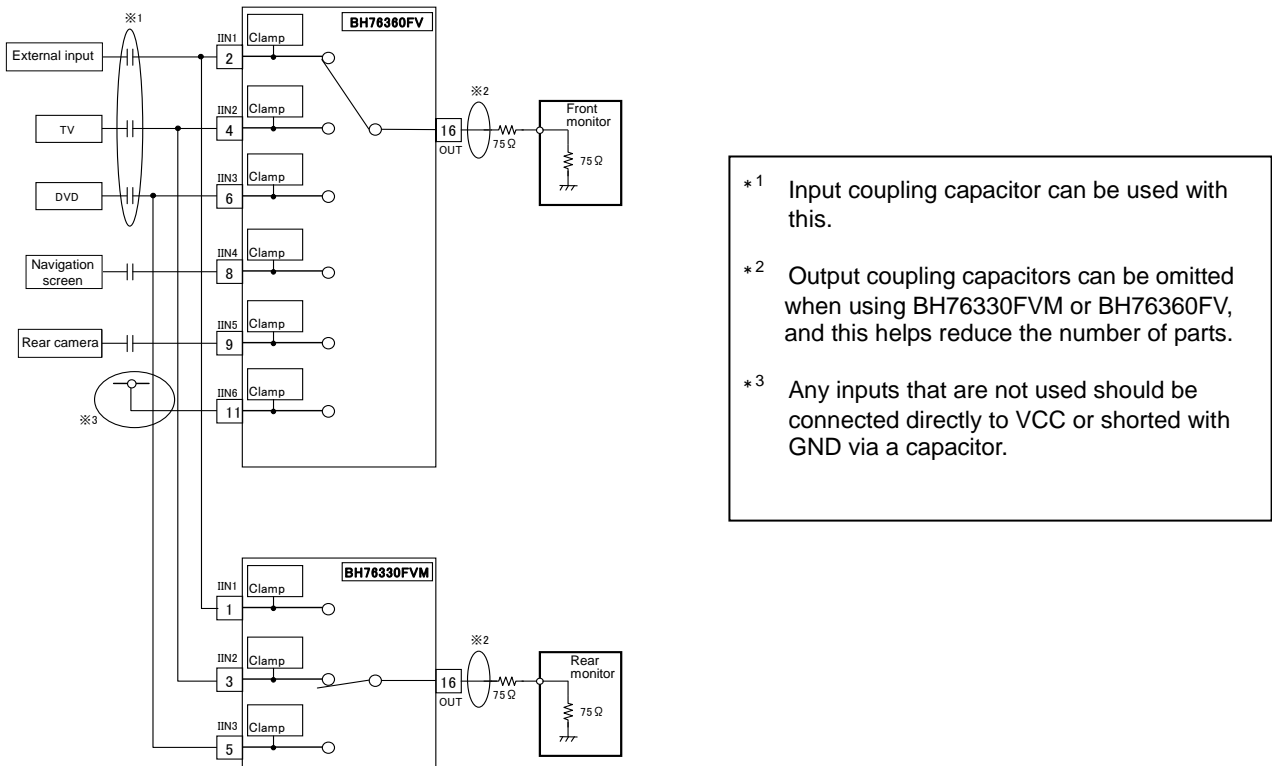 ※1
BH76360FV
External input
IIN1
Clamp
2
TV
IIN2
Clamp
4
DVD
IIN3
Clamp
6
Navigation
screen
IIN4
Clamp
8
Rear camera
IIN5
Clamp
9
※3
IIN6
Clamp
11
16
OUT
※2
75Ω
Front
monitor
75Ω
BH76330FVM
IIN1
Clamp
1
IIN2
Clamp
3
IIN3
Clamp
5
16
OUT
※2
75Ω
Rear
monitor
75Ω
*1 Input coupling capacitor can be used with
this.
*2 Output coupling capacitors can be omitted
when using BH76330FVM or BH76360FV,
and this helps reduce the number of parts.
*3 Any inputs that are not used should be
connected directly to VCC or shorted with
GND via a capacitor.